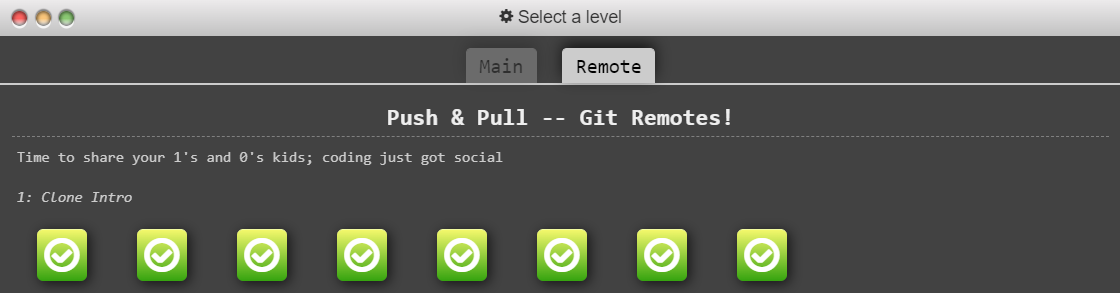 Select a level
Main
Remote
Push & Pull -- Git Remotes!
Time to share your 1's and 0's kids; coding just got social
1: Clone Intro